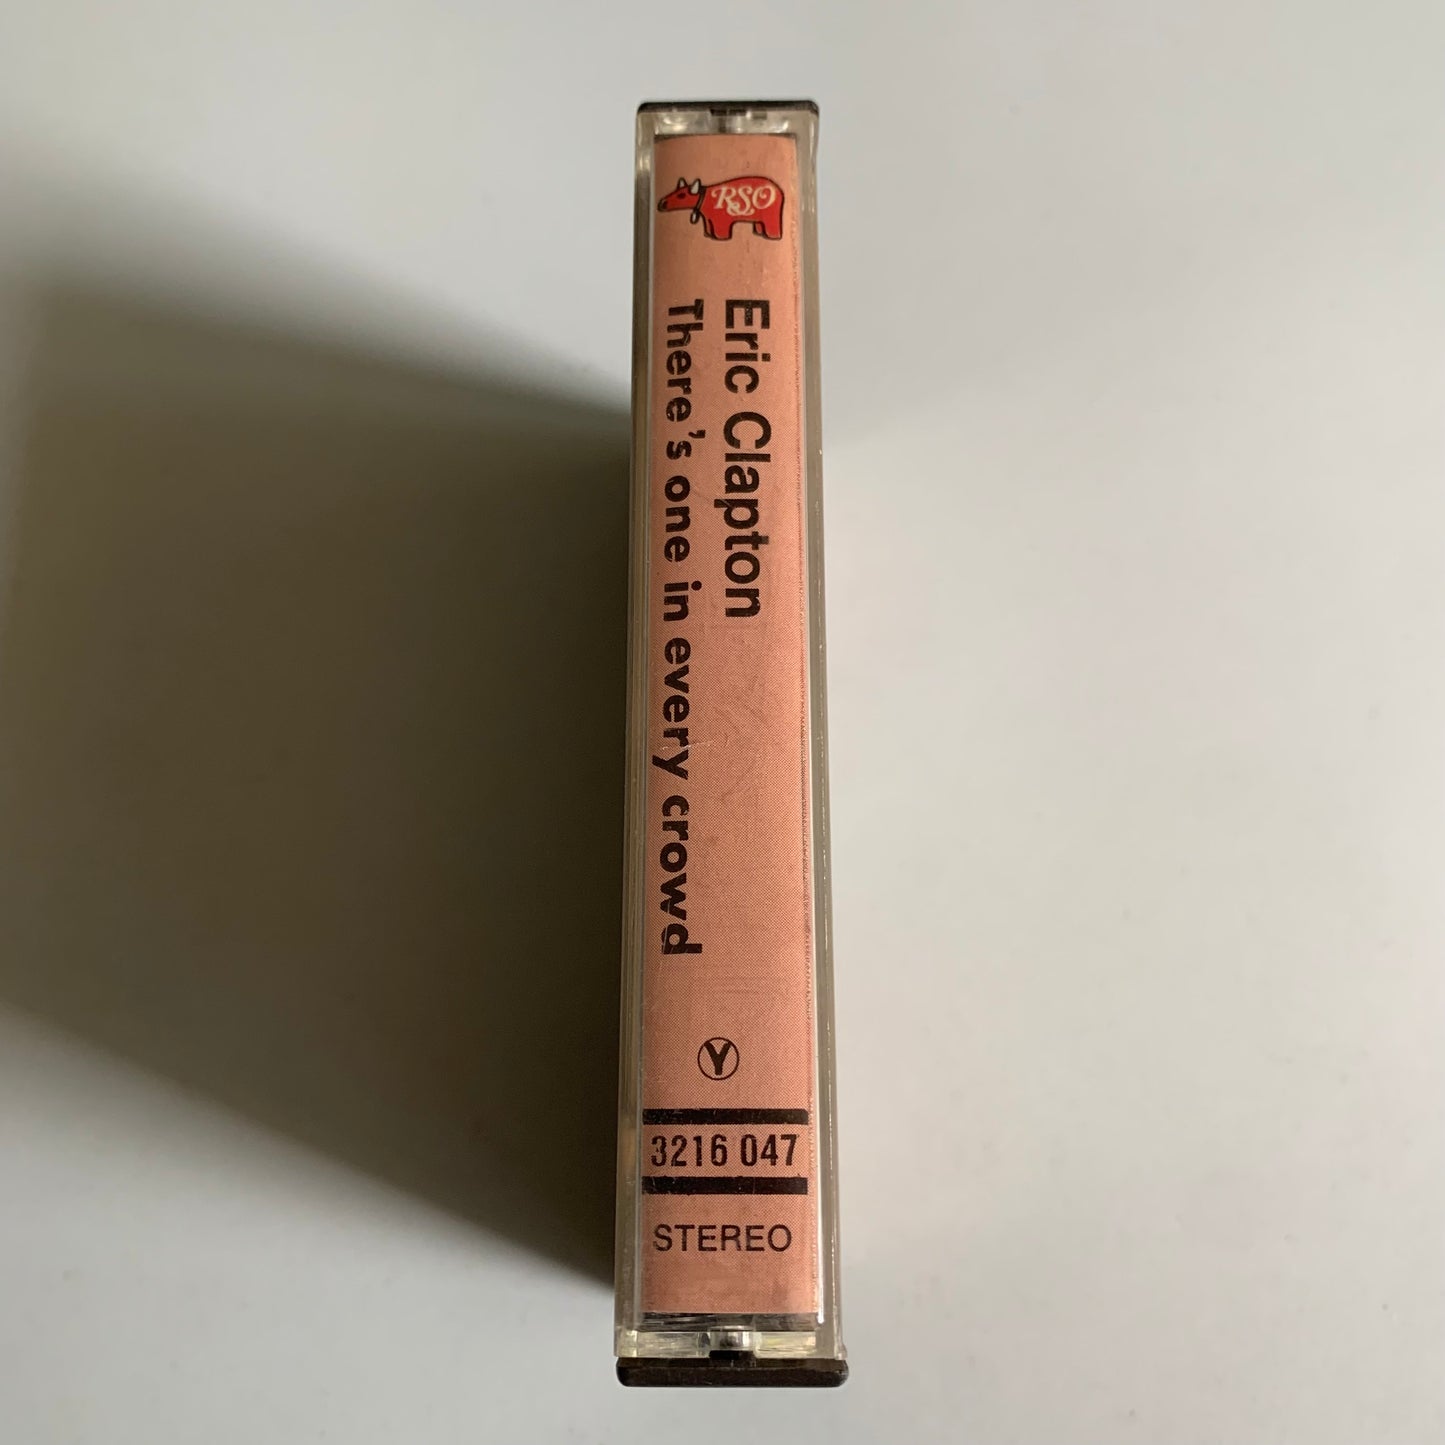 RSO
Eric Clapton
There's one in every crowd
Y
3216 047
STEREO